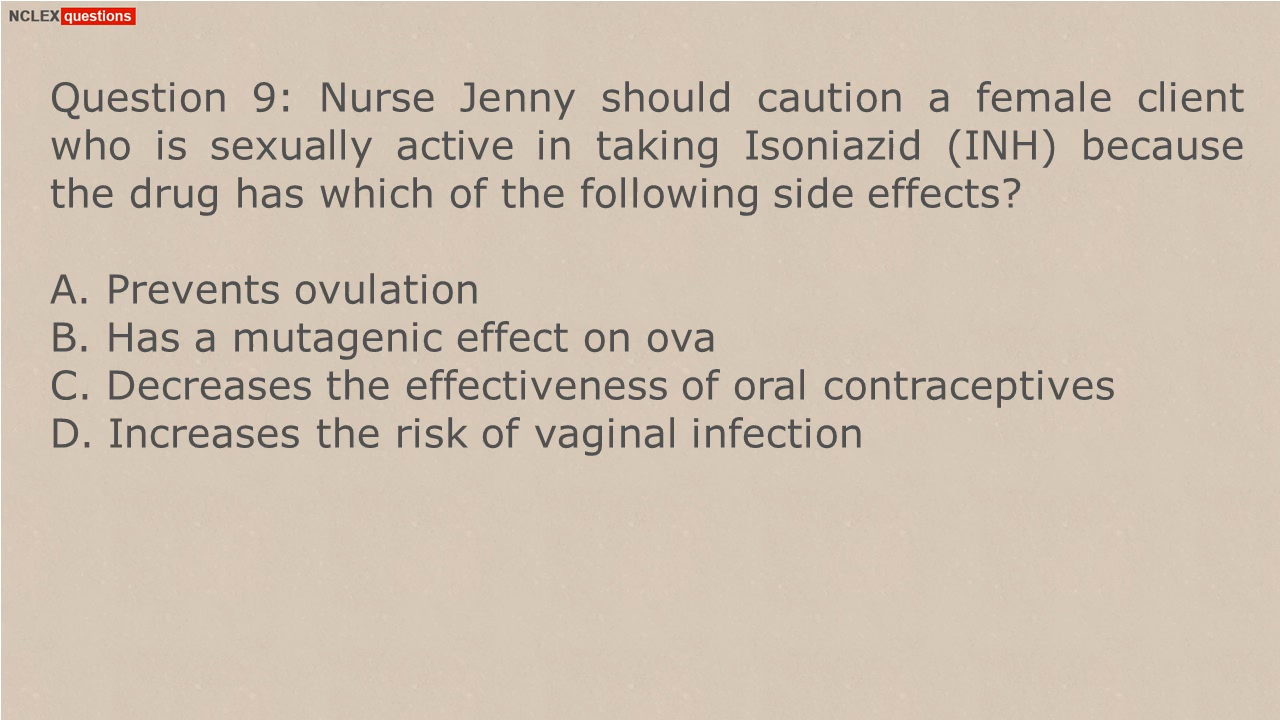 NCLEX questions
Question 9: Nurse Jenny should caution a female client
who is sexually active in taking Isoniazid (INH) because
the drug has which of the following side effects?
A. Prevents ovulation
B. Has a mutagenic effect on ova
C. Decreases the effectiveness of oral contraceptives
D. Increases the risk of vaginal infection